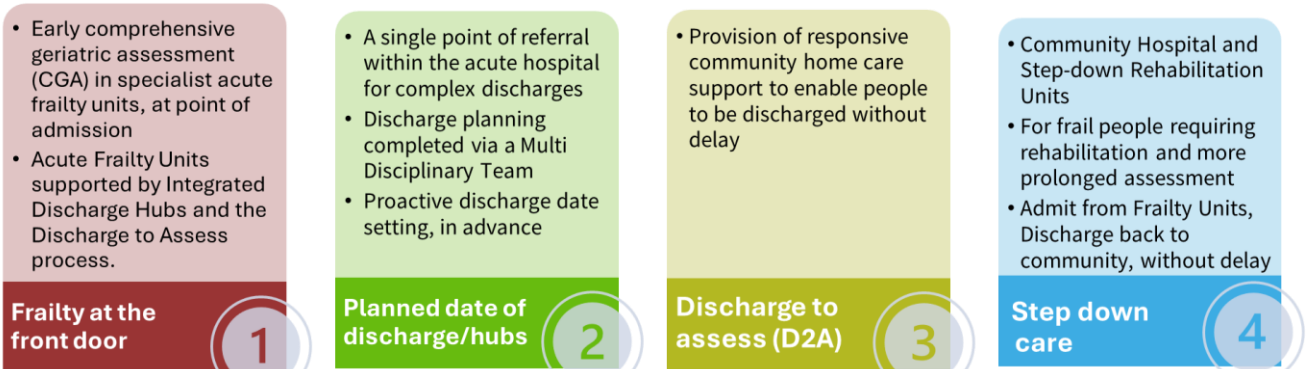 • Early comprehensive
geriatric assessment
(CGA) in specialist acute
frailty units, at point of
admission
• Acute Frailty Units
supported by Integrated
Discharge Hubs and the
Discharge to Assess
process.
Frailty at the
front door
1
• A single point of referral
within the acute hospital
for complex discharges
• Discharge planning
completed via a Multi
Disciplinary Team
• Proactive discharge date
setting, in advance
Planned date of
discharge/hubs
2
• Provision of responsive
community home care
support to enable people
to be discharged without
delay
Discharge to
assess (D2A)
3
• Community Hospital and
Step-down Rehabilitation
Units
• For frail people requiring
rehabilitation and more
prolonged assessment
• Admit from Frailty Units,
Discharge back to
community, without delay
Step down
care
4